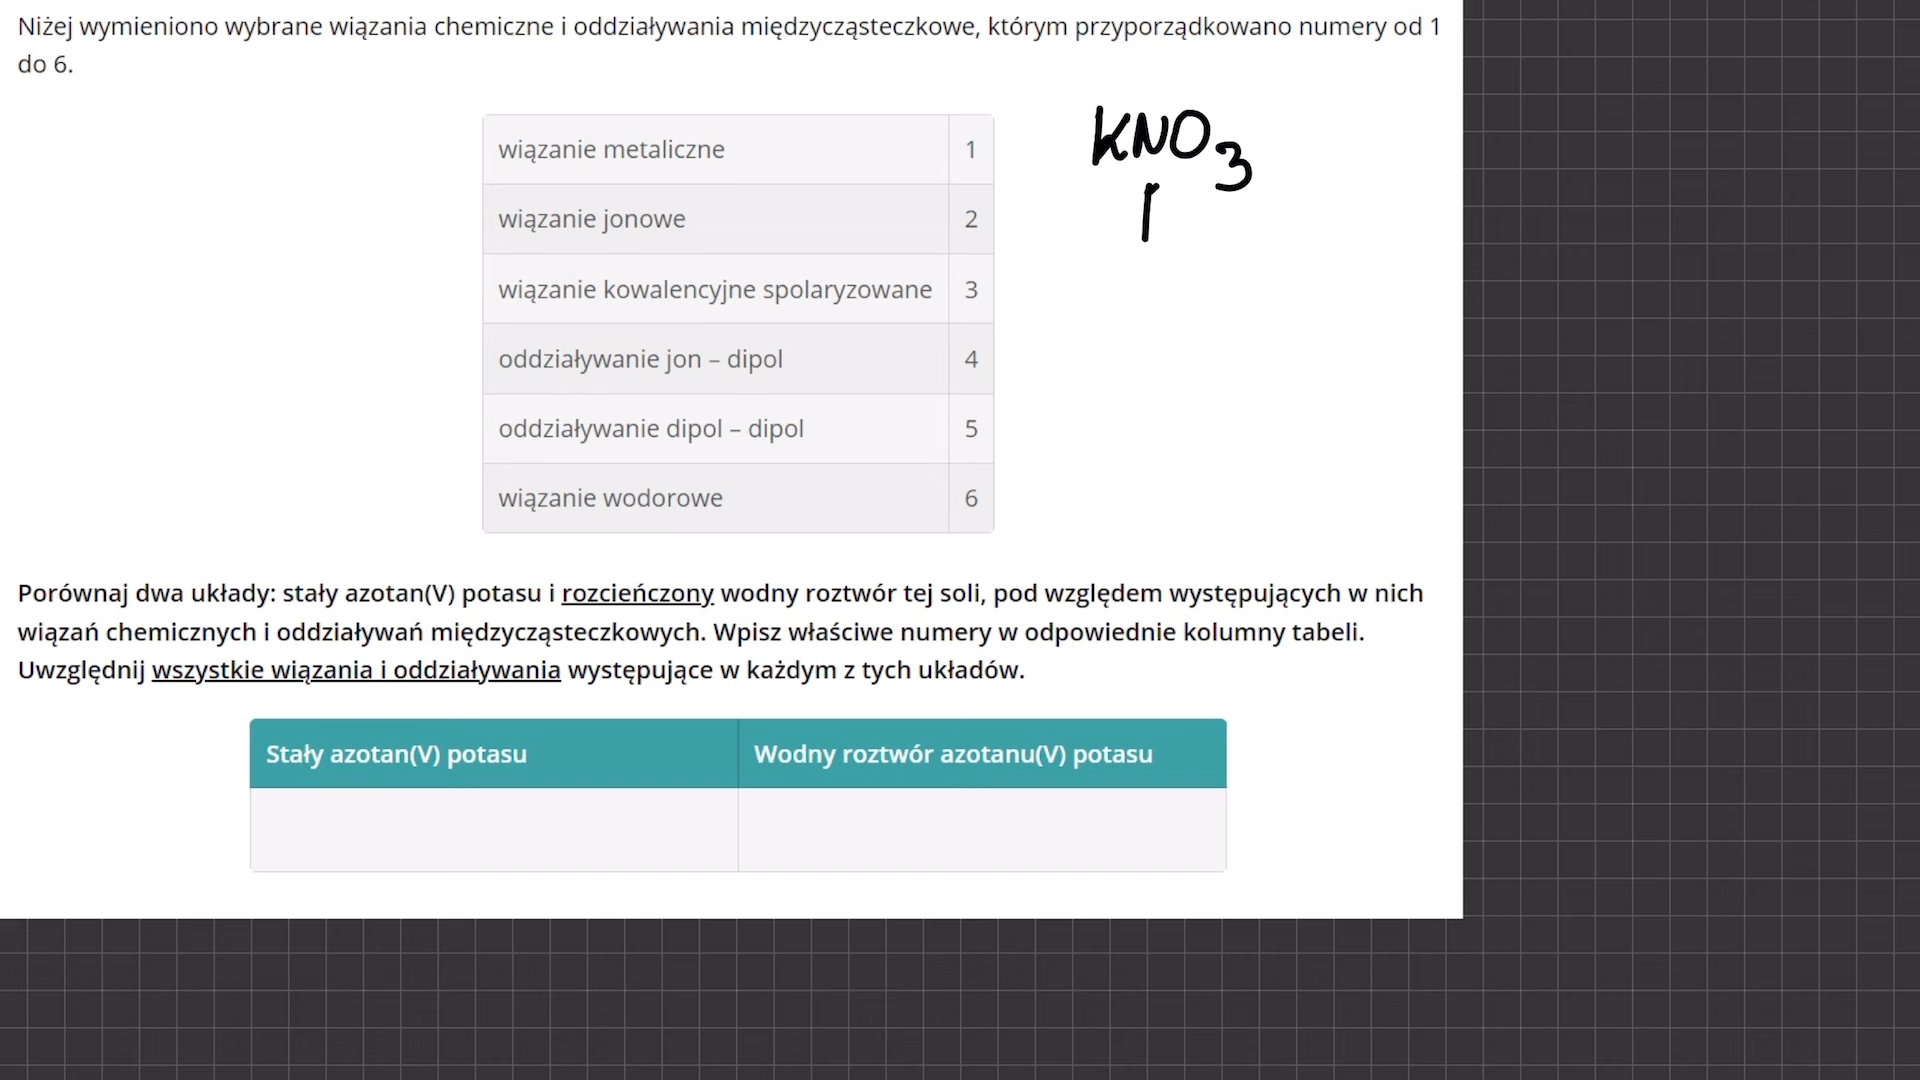 Niżej wymieniono wybrane wiązania chemiczne i oddziaływania międzycząsteczkowe, którym przyporządkowano numery od 1
do 6.
KNO3
wiązanie metaliczne 1
wiązanie jonowe 2
wiązanie kowalencyjne spolaryzowane 3
oddziaływanie jon – dipol 4
oddziaływanie dipol – dipol 5
wiązanie wodorowe 6
Porównaj dwa układy: stały azotan(V) potasu i rozcieńczony wodny roztwór tej soli, pod względem występujących w nich
wiązań chemicznych i oddziaływań międzycząsteczkowych. Wpisz właściwe numery w odpowiednie kolumny tabeli.
Uwzględnij wszystkie wiązania i oddziaływania występujące w każdym z tych układów.
Stały azotan(V) potasu Wodny roztwór azotanu(V) potasu